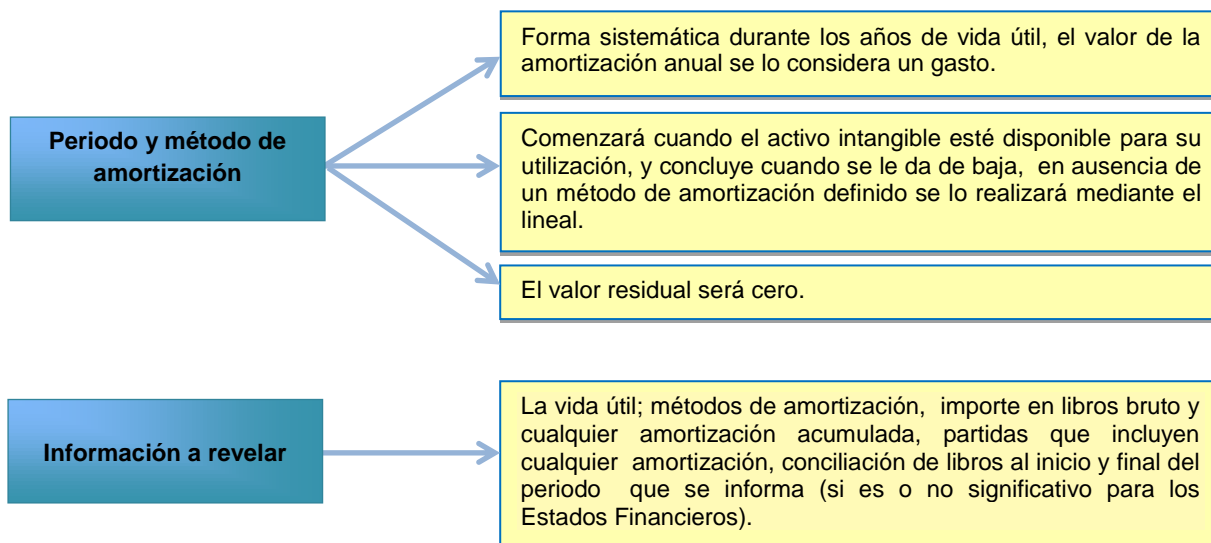 Periodo y método de
amortización
Forma sistemática durante los años de vida útil, el valor de la
amortización anual se lo considera un gasto.
Comenzará cuando el activo intangible esté disponible para su
utilización, y concluye cuando se le da de baja, en ausencia de
un método de amortización definido se lo realizará mediante el
lineal.
El valor residual será cero.
Información a revelar
La vida útil; métodos de amortización, importe en libros bruto y
cualquier amortización acumulada, partidas que incluyen
cualquier amortización, conciliación de libros al inicio y final del
periodo que se informa (si es o no significativo para los
Estados Financieros).